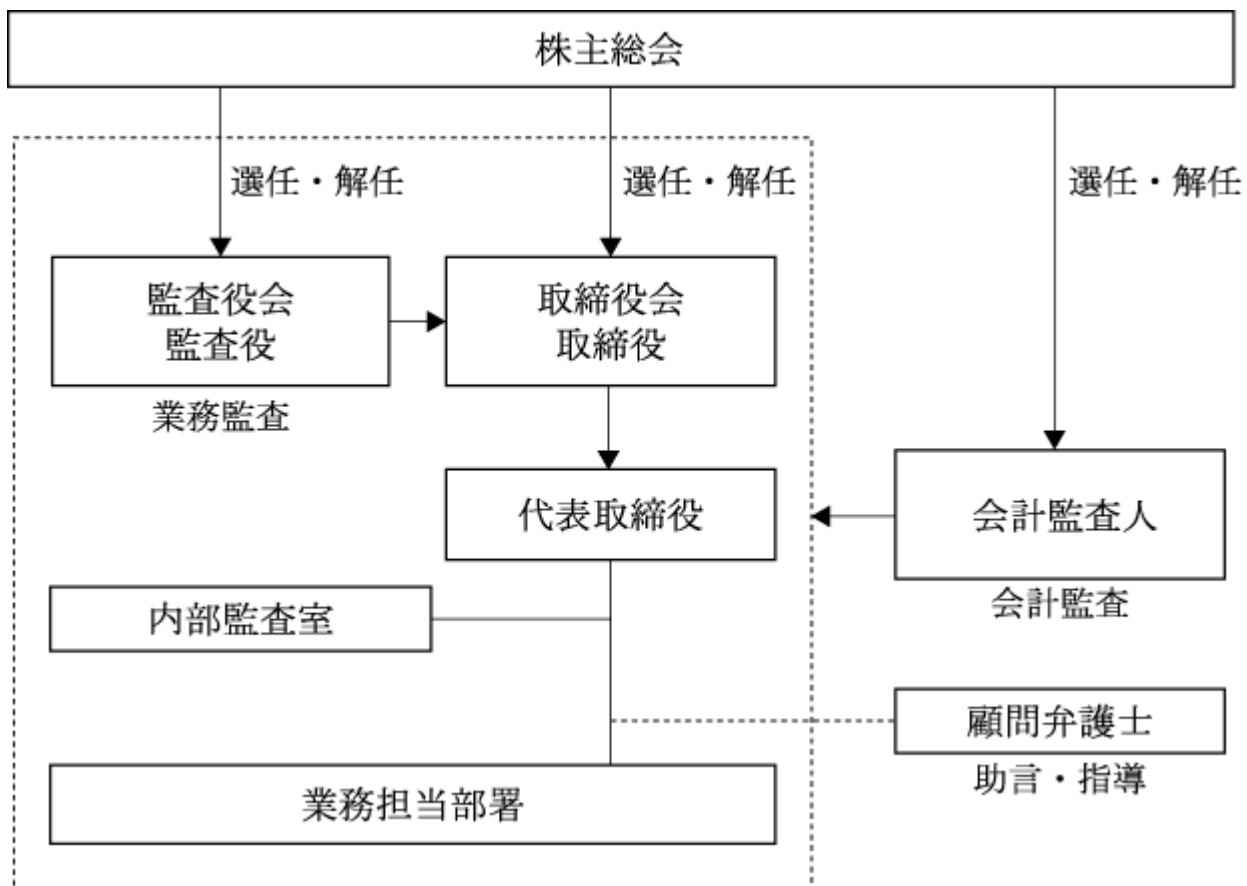 株主総会
選任・解任
選任・解任
選任・解任
監査役会
監査役
業務監査
取締役会
取締役
代表取締役
会計監査人
会計監査
内部監査室
顧問弁護士
助言・指導
業務担当部署